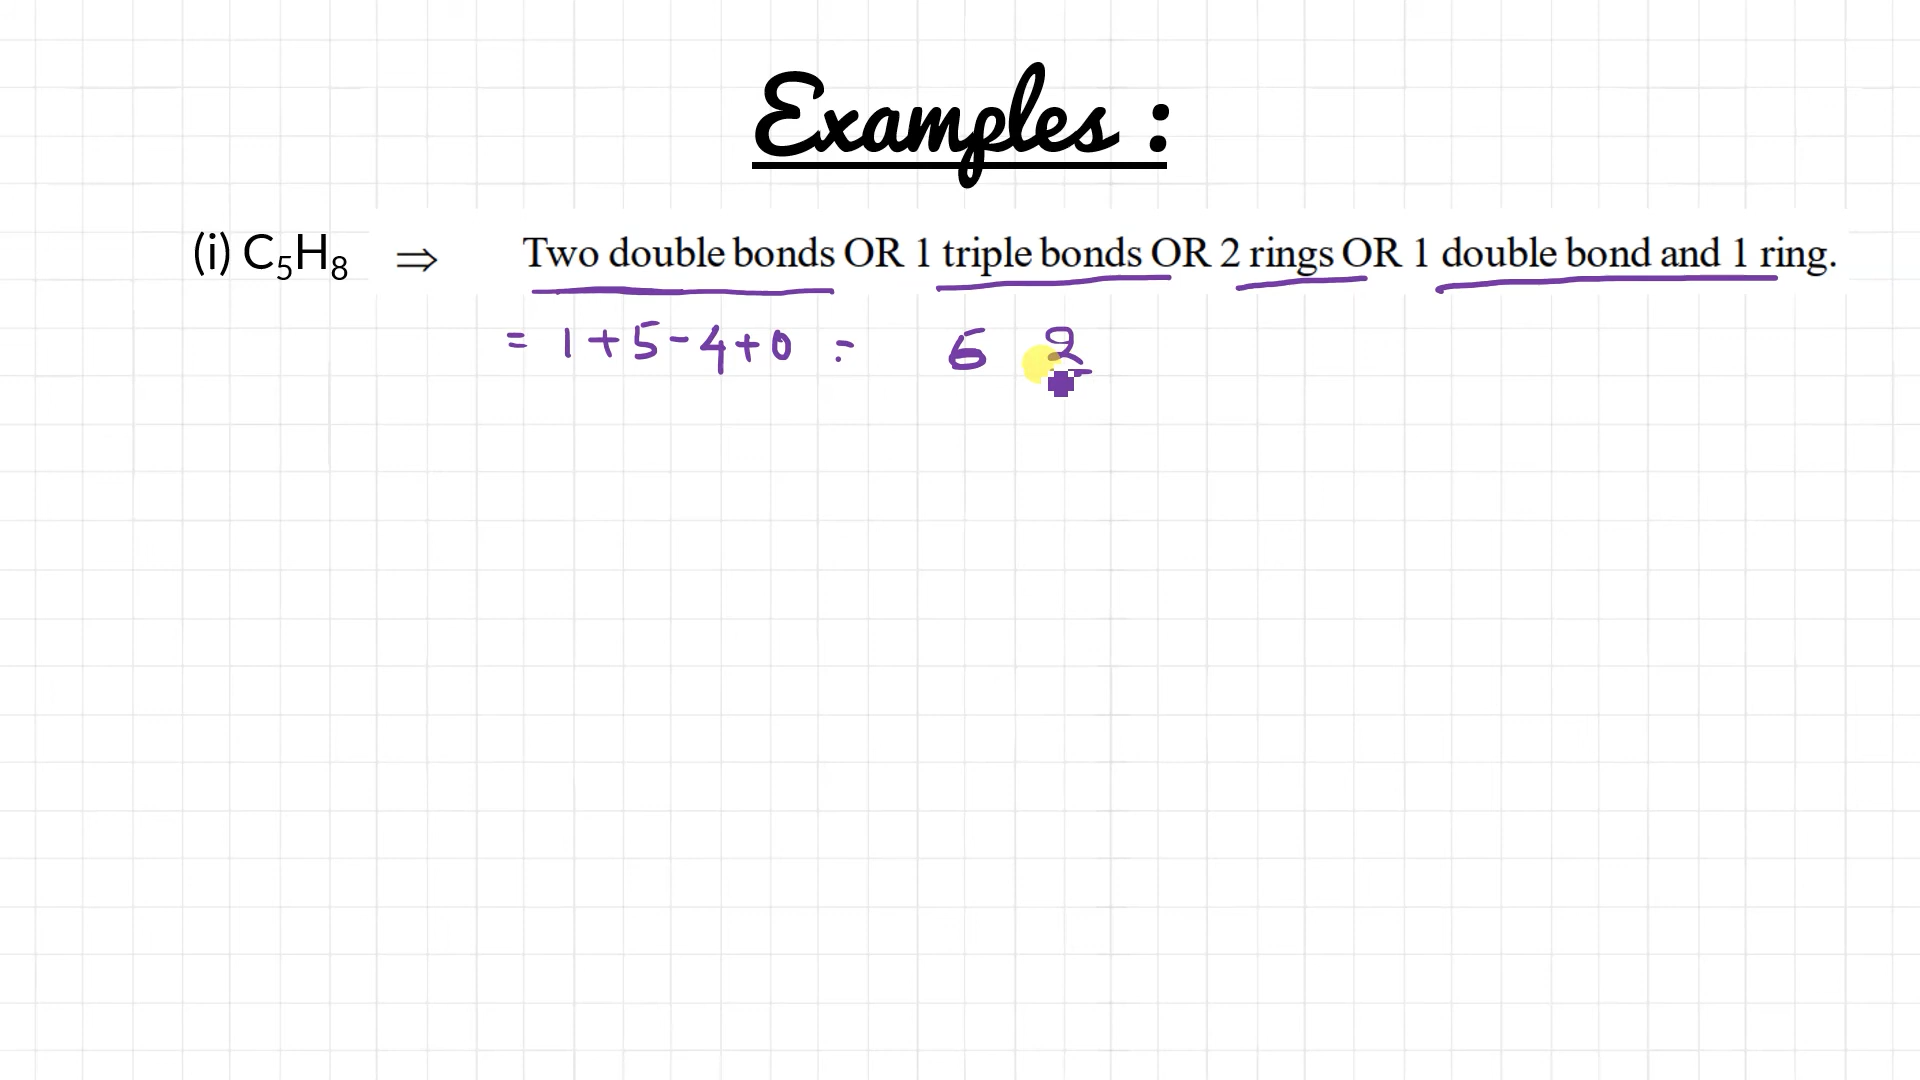 Examples :
(i) C₅H₈ ⇒ Two double bonds OR 1 triple bonds OR 2 rings OR 1 double bond and 1 ring.
= 1 + 5 - 4 + 0 = 6 2